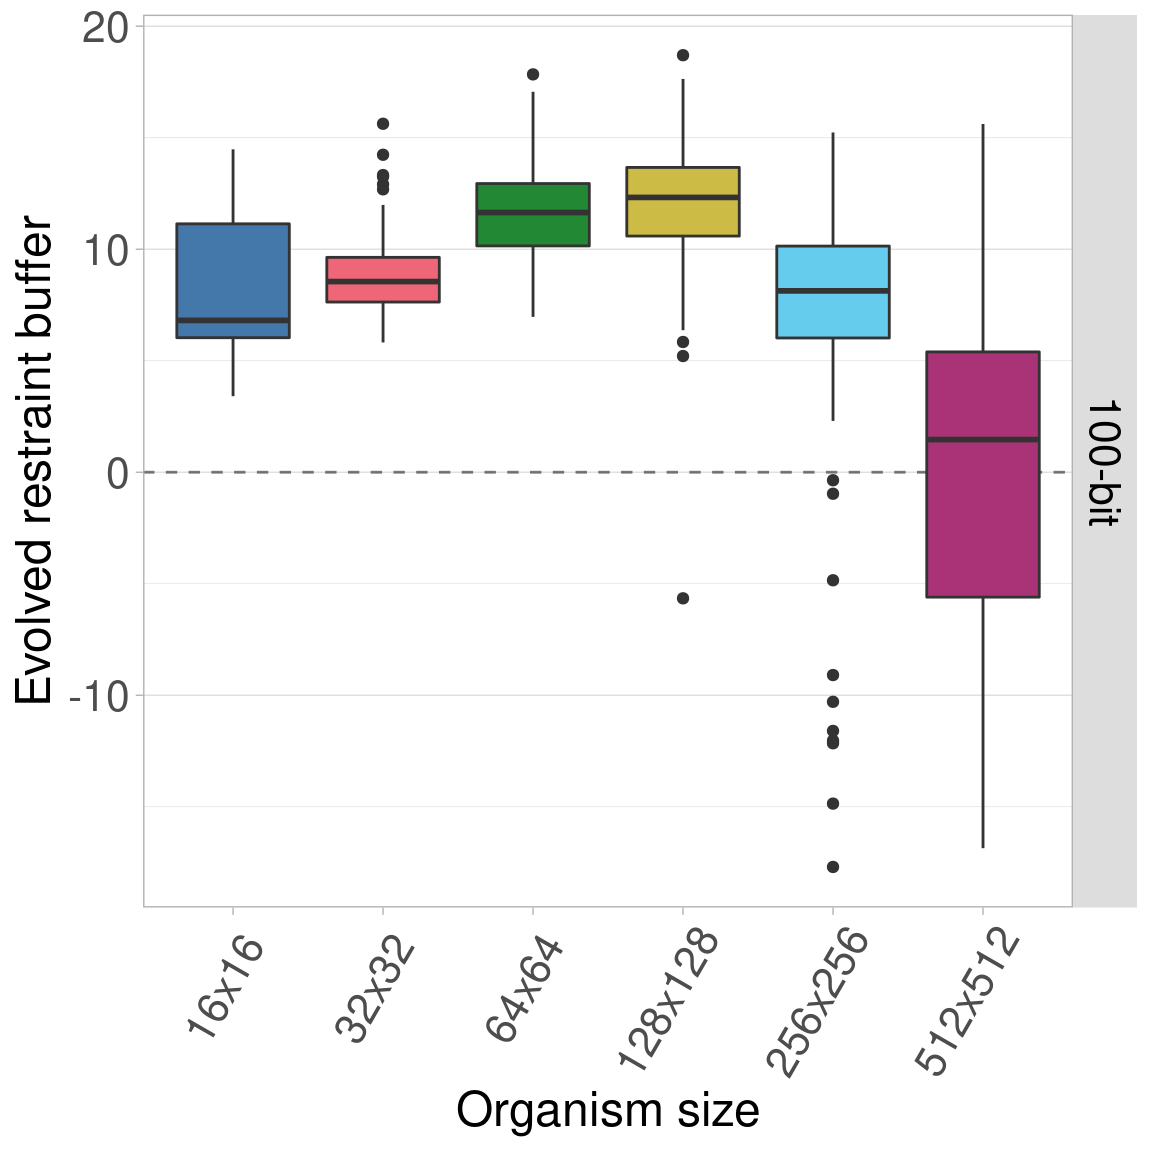 Evolved restraint buffer
20
10
0
-10
100-bit
16x16
32x32
64x64
128x128
256x256
512x512
Organism size